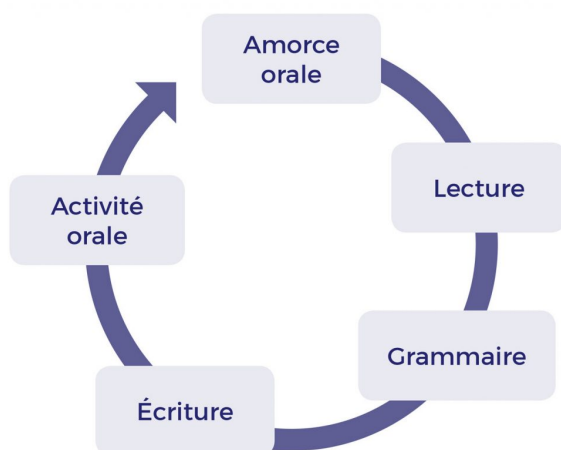 Amorce
orale
Lecture
Grammaire
Écriture
Activité
orale